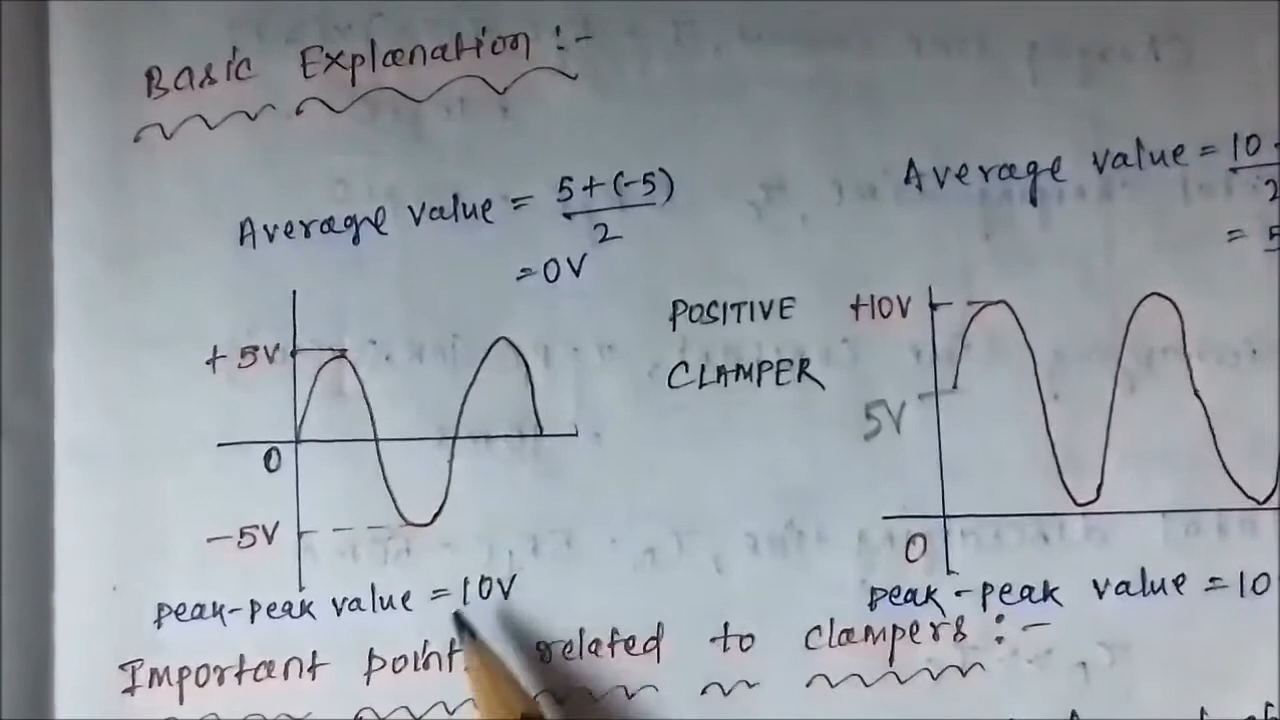 Basic Explanation :-
Average value = 5+(-5)
2
= 0V
Average value = 10
2
= 5
+5V
0
-5V
POSITIVE
CLAMPER
+10V
5V
0
peak-peak value = 10V
peak-peak value = 10
Important point related to clampers :-